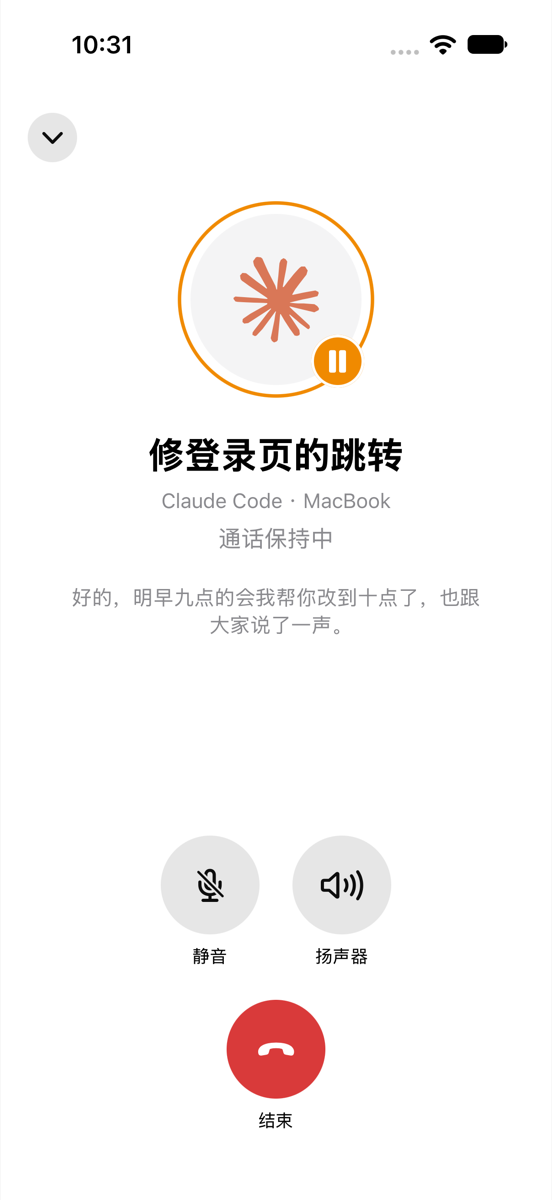 10:31
修登录页的跳转
Claude Code · MacBook
通话保持中
好的，明早九点的会我帮你改到十点了，也跟
大家说了一声。
静音
扬声器
结束